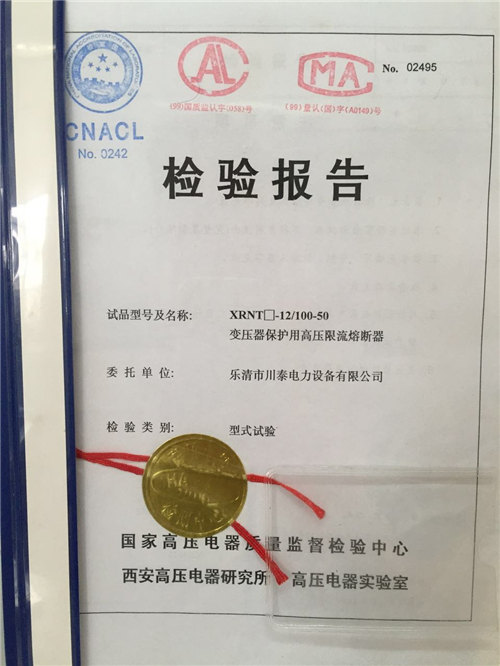 No. 02495
(99)国质监认字(058)号
(99)量认(国)字(A0149)号
CNACL
No. 0242
检验报告
试品型号及名称: XRNT□-12/100-50
变压器保护用高压限流熔断器
委托单位: 乐清市川泰电力设备有限公司
检验类别: 型式试验
国家高压电器质量监督检验中心
西安高压电器研究所 高压电器实验室